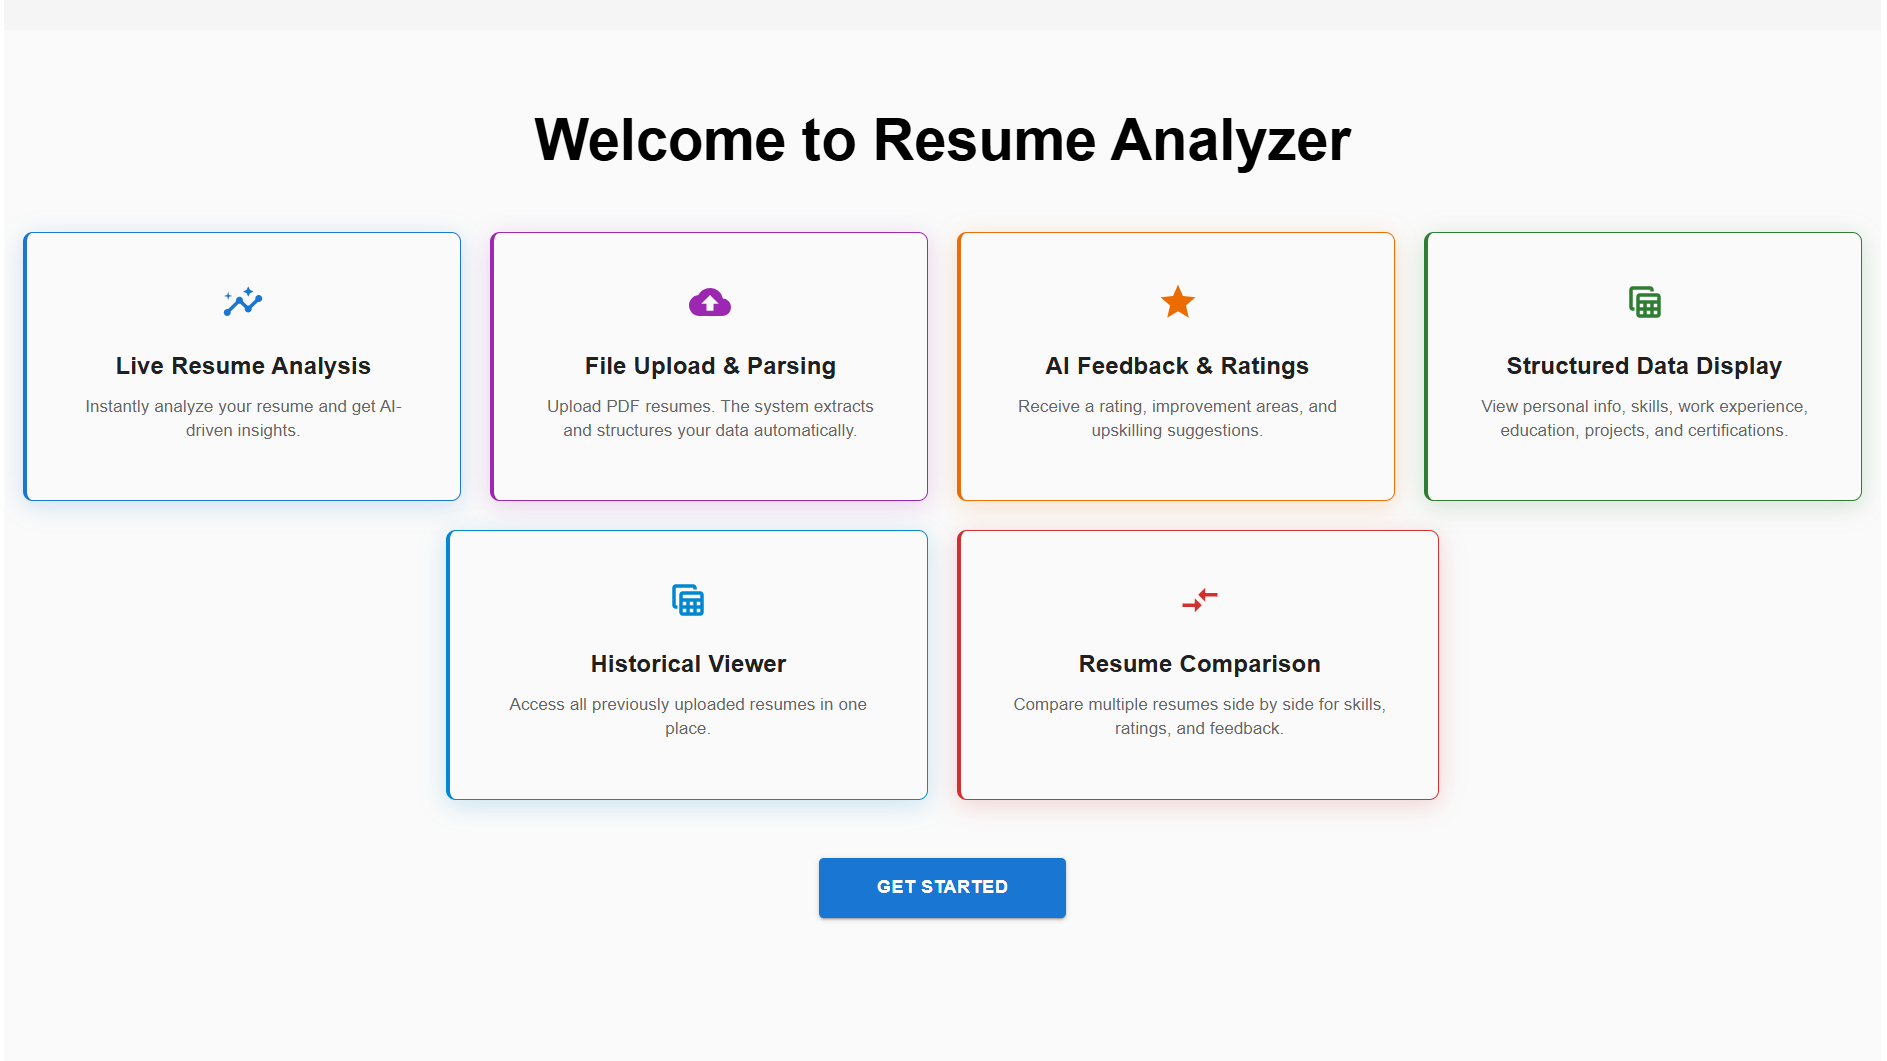 Welcome to Resume Analyzer
Live Resume Analysis
Instantly analyze your resume and get AI-
driven insights.
File Upload & Parsing
Upload PDF resumes. The system extracts
and structures your data automatically.
AI Feedback & Ratings
Receive a rating, improvement areas, and
upskilling suggestions.
Structured Data Display
View personal info, skills, work experience,
education, projects, and certifications.
Historical Viewer
Access all previously uploaded resumes in one
place.
Resume Comparison
Compare multiple resumes side by side for skills,
ratings, and feedback.
GET STARTED